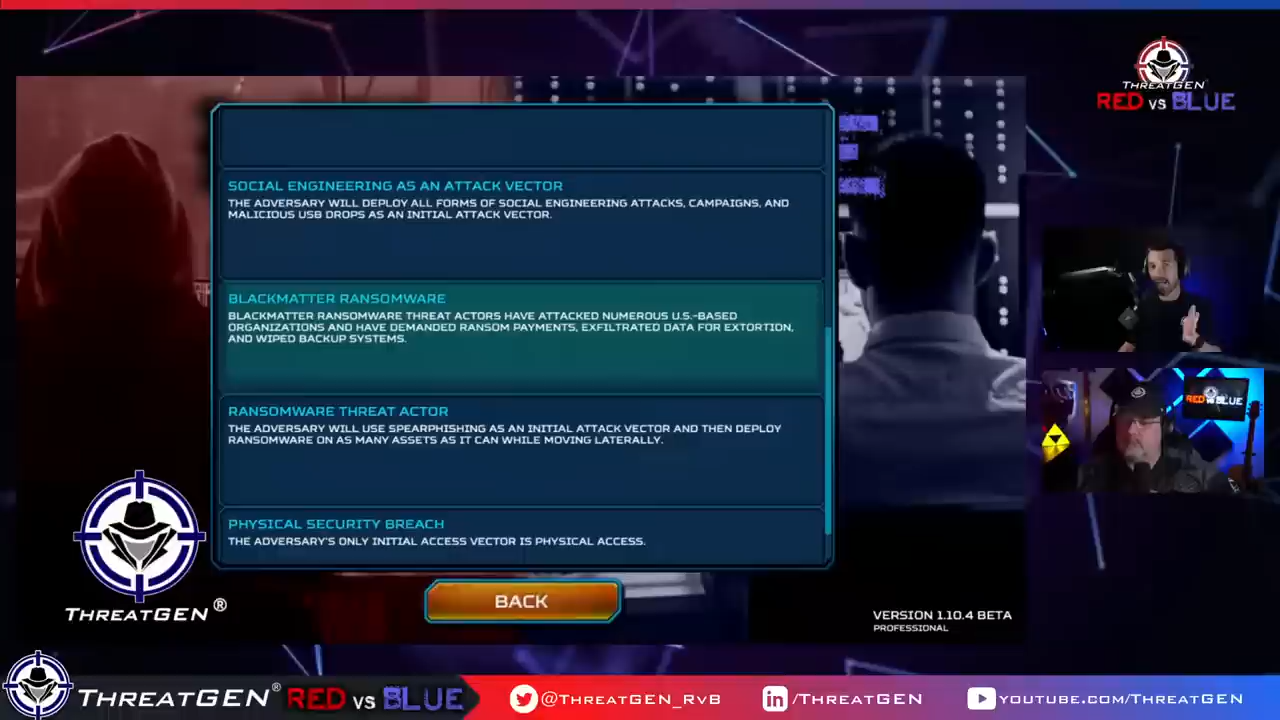 THREATGEN
RED vs BLUE
SOCIAL ENGINEERING AS AN ATTACK VECTOR
THE ADVERSARY WILL DEPLOY ALL FORMS OF SOCIAL ENGINEERING ATTACKS, CAMPAIGNS, AND
MALICIOUS USB DROPS AS AN INITIAL ATTACK VECTOR.
BLACKMATTER RANSOMWARE
BLACKMATTER RANSOMWARE THREAT ACTORS HAVE ATTACKED NUMEROUS U.S.-BASED
ORGANIZATIONS AND HAVE DEMANDED RANSOM PAYMENTS, EXFILTRATED DATA FOR EXTORTION,
AND WIPED BACKUP SYSTEMS.
RANSOMWARE THREAT ACTOR
THE ADVERSARY WILL USE SPEARPHISHING AS AN INITIAL ATTACK VECTOR AND THEN DEPLOY
RANSOMWARE ON AS MANY ASSETS AS IT CAN WHILE MOVING LATERALLY.
PHYSICAL SECURITY BREACH
THE ADVERSARY'S ONLY INITIAL ACCESS VECTOR IS PHYSICAL ACCESS.
RED vs BLUE
BACK
THREATGEN®
VERSION 1.10.4 BETA
PROFESSIONAL
THREATGEN® RED vs BLUE
@THREATGEN_RVB
/THREATGEN
YOUTUBE.COM/THREATGEN